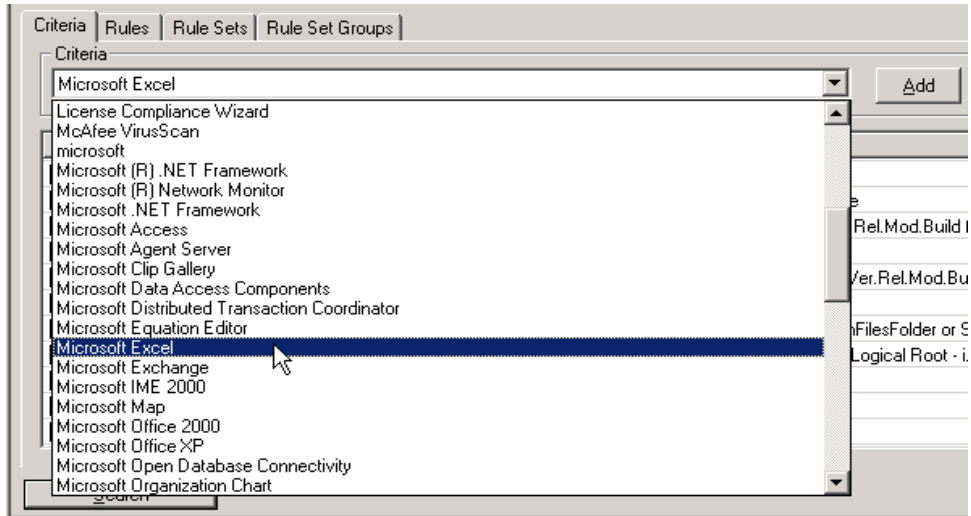 Criteria Rules Rule Sets Rule Set Groups
Criteria
Microsoft Excel Add
License Compliance Wizard
McAfee VirusScan
microsoft
Microsoft (R) .NET Framework
Microsoft (R) Network Monitor
Microsoft .NET Framework
Microsoft Access
Rel.Mod.Build
Microsoft Agent Server
Microsoft Clip Gallery
Ver.Rel.Mod.Bu
Microsoft Data Access Components
Microsoft Distributed Transaction Coordinator
Microsoft Equation Editor
nFilesFolder or S
Microsoft Excel
Logical Root - i.
Microsoft Exchange
Microsoft IME 2000
Microsoft Map
Microsoft Office 2000
Microsoft Office XP
Microsoft Open Database Connectivity
Microsoft Organization Chart
Search